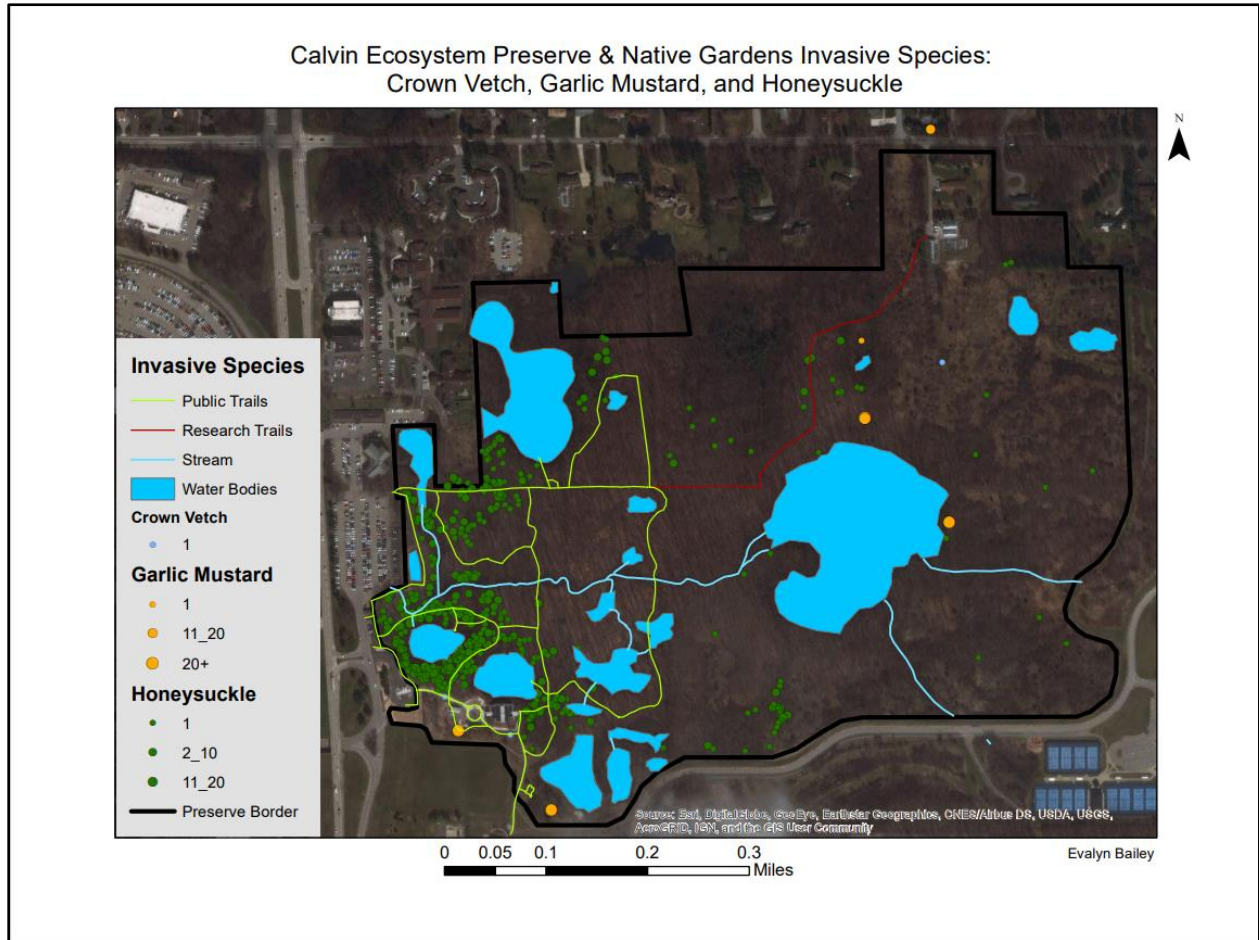 Calvin Ecosystem Preserve & Native Gardens Invasive Species:
Crown Vetch, Garlic Mustard, and Honeysuckle
N
Invasive Species
Public Trails
Research Trails
Stream
Water Bodies
Crown Vetch
1
Garlic Mustard
1
11_20
20+
Honeysuckle
1
2_10
11_20
Preserve Border
Source: Esri, DigitalGlobe, GeoEye, Earthstar Geographics, CNES/Airbus DS, USDA, USGS,
AeroGRID, IGN, and the GIS User Community
Evalyn Bailey
0 0.05 0.1 0.2 0.3
Miles